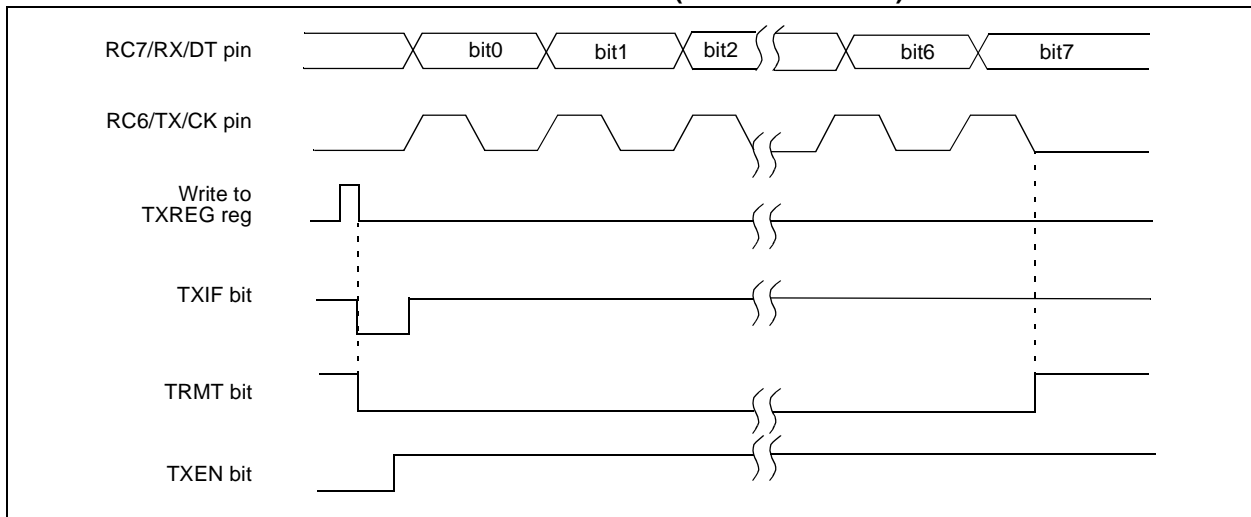 RC7/RX/DT pin
bit0 bit1 bit2 bit6 bit7
RC6/TX/CK pin
Write to
TXREG reg
TXIF bit
TRMT bit
TXEN bit